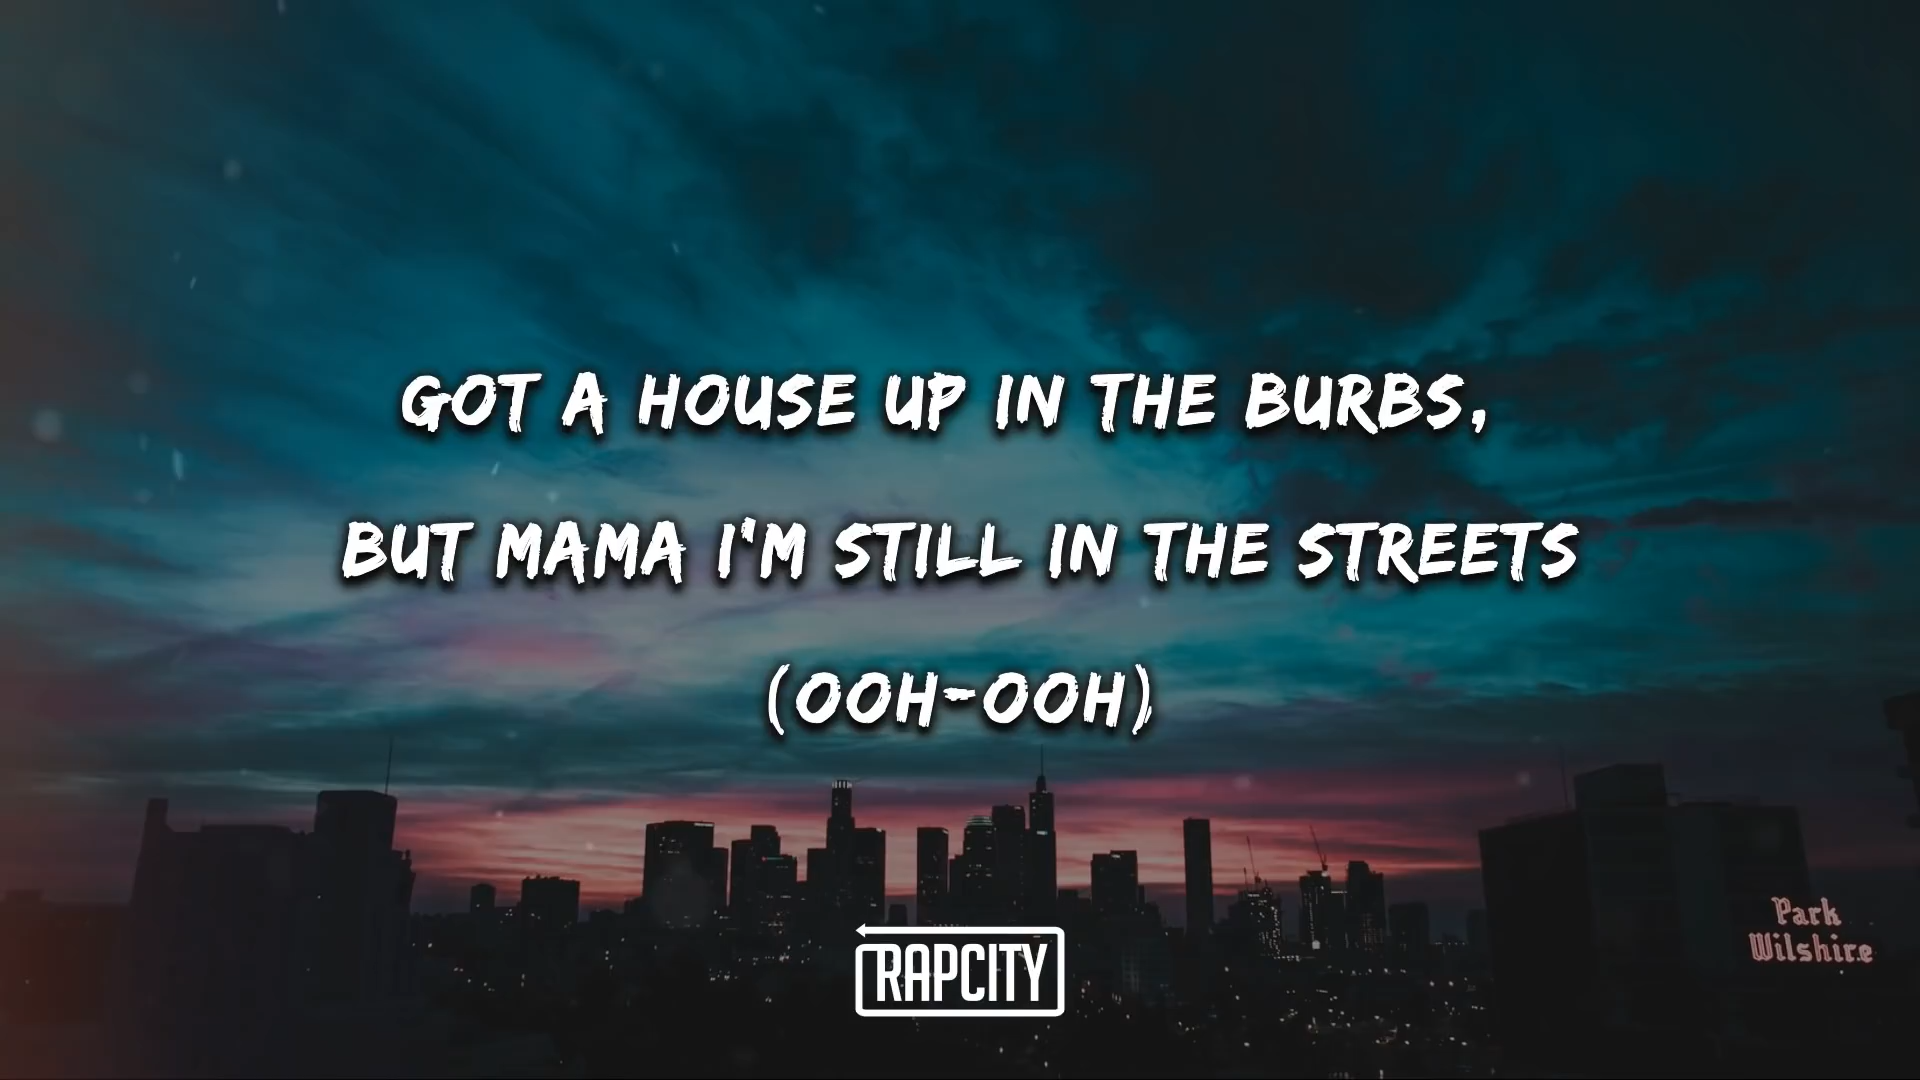 GOT A HOUSE UP IN THE BURBS,
BUT MAMA I'M STILL IN THE STREETS
(OOH-OOH)
RAPCITY
Park
Wilshire